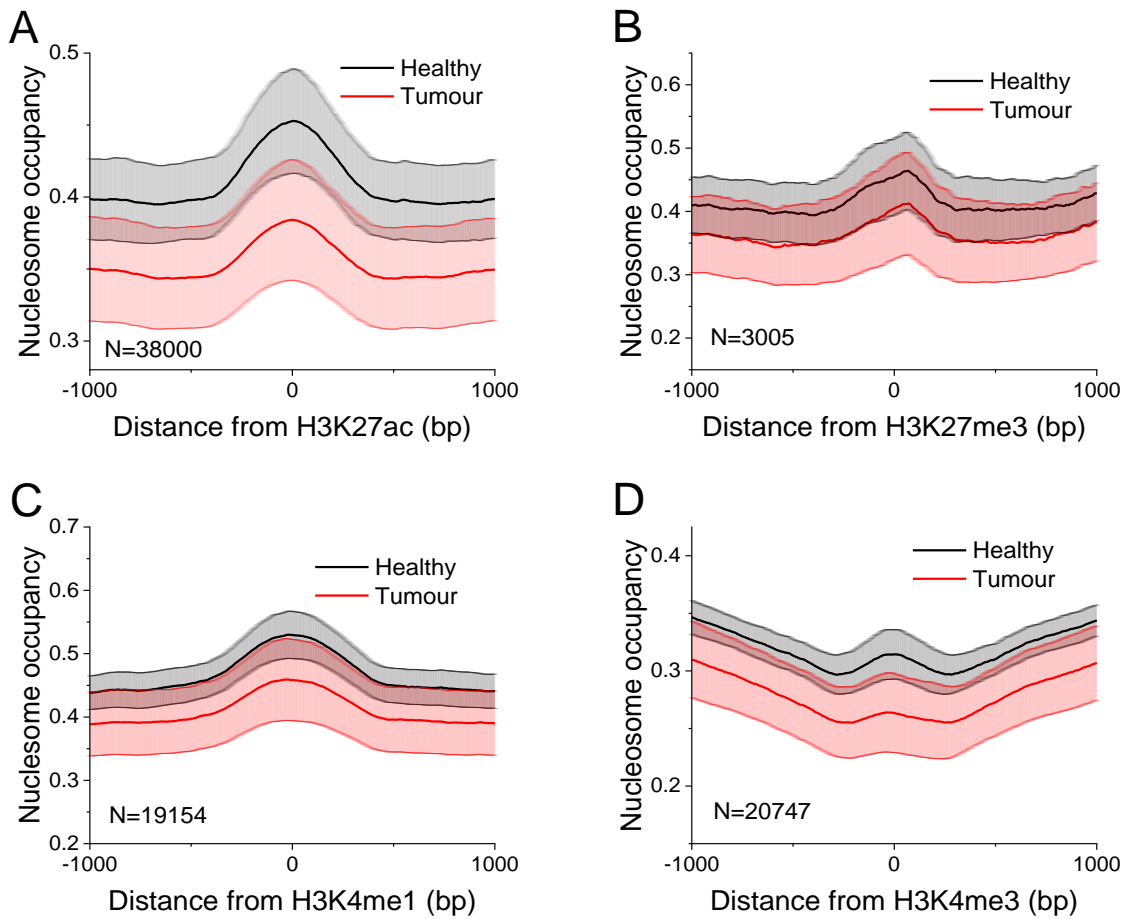 A
Nucleosome occupancy
0.5
0.4
0.3
Healthy
Tumour
N=38000
-1000
0
1000
Distance from H3K27ac (bp)
B
Nucleosome occupancy
0.6
0.5
0.4
0.3
0.2
Healthy
Tumour
N=3005
-1000
0
1000
Distance from H3K27me3 (bp)
C
Nuclesome occupancy
0.7
0.6
0.5
0.4
0.3
0.2
Healthy
Tumour
N=19154
-1000
0
1000
Distance from H3K4me1 (bp)
D
Nucleosome occupancy
0.4
0.3
0.2
Healthy
Tumour
N=20747
-1000
0
1000
Distance from H3K4me3 (bp)